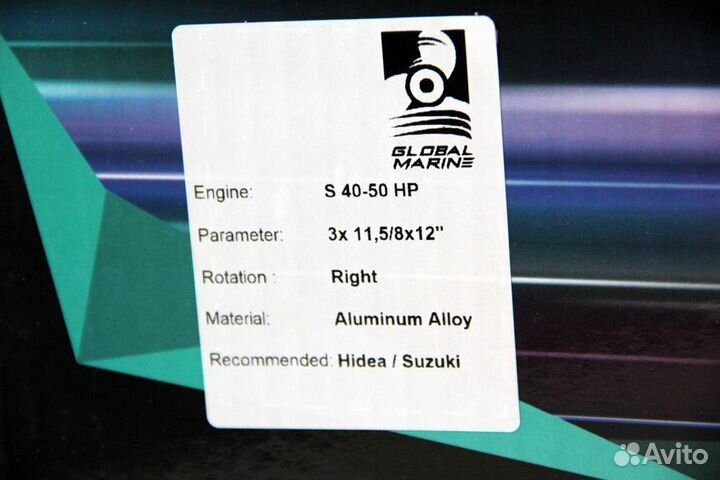 GLOBAL
MARINE
Engine: S 40-50 HP
Parameter: 3x 11,5/8x12"
Rotation : Right
Material: Aluminum Alloy
Recommended: Hidea / Suzuki
Avito